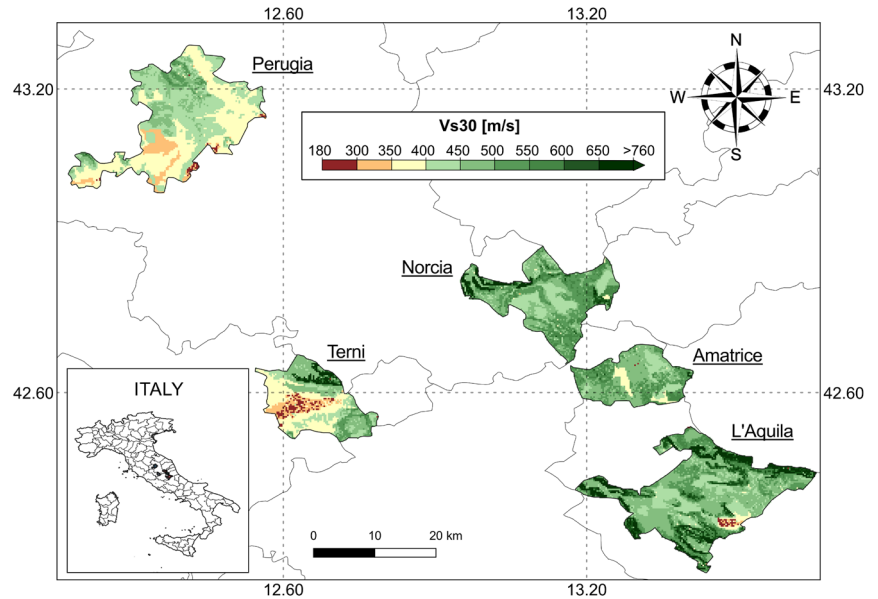 12.60 13.20
Perugia
43.20 43.20
N
W E
S
Vs30 [m/s]
180 300 350 400 450 500 550 600 650 >760
Norcia
Terni
Amatrice
42.60 42.60
ITALY
L'Aquila
0 10 20 km
12.60 13.20